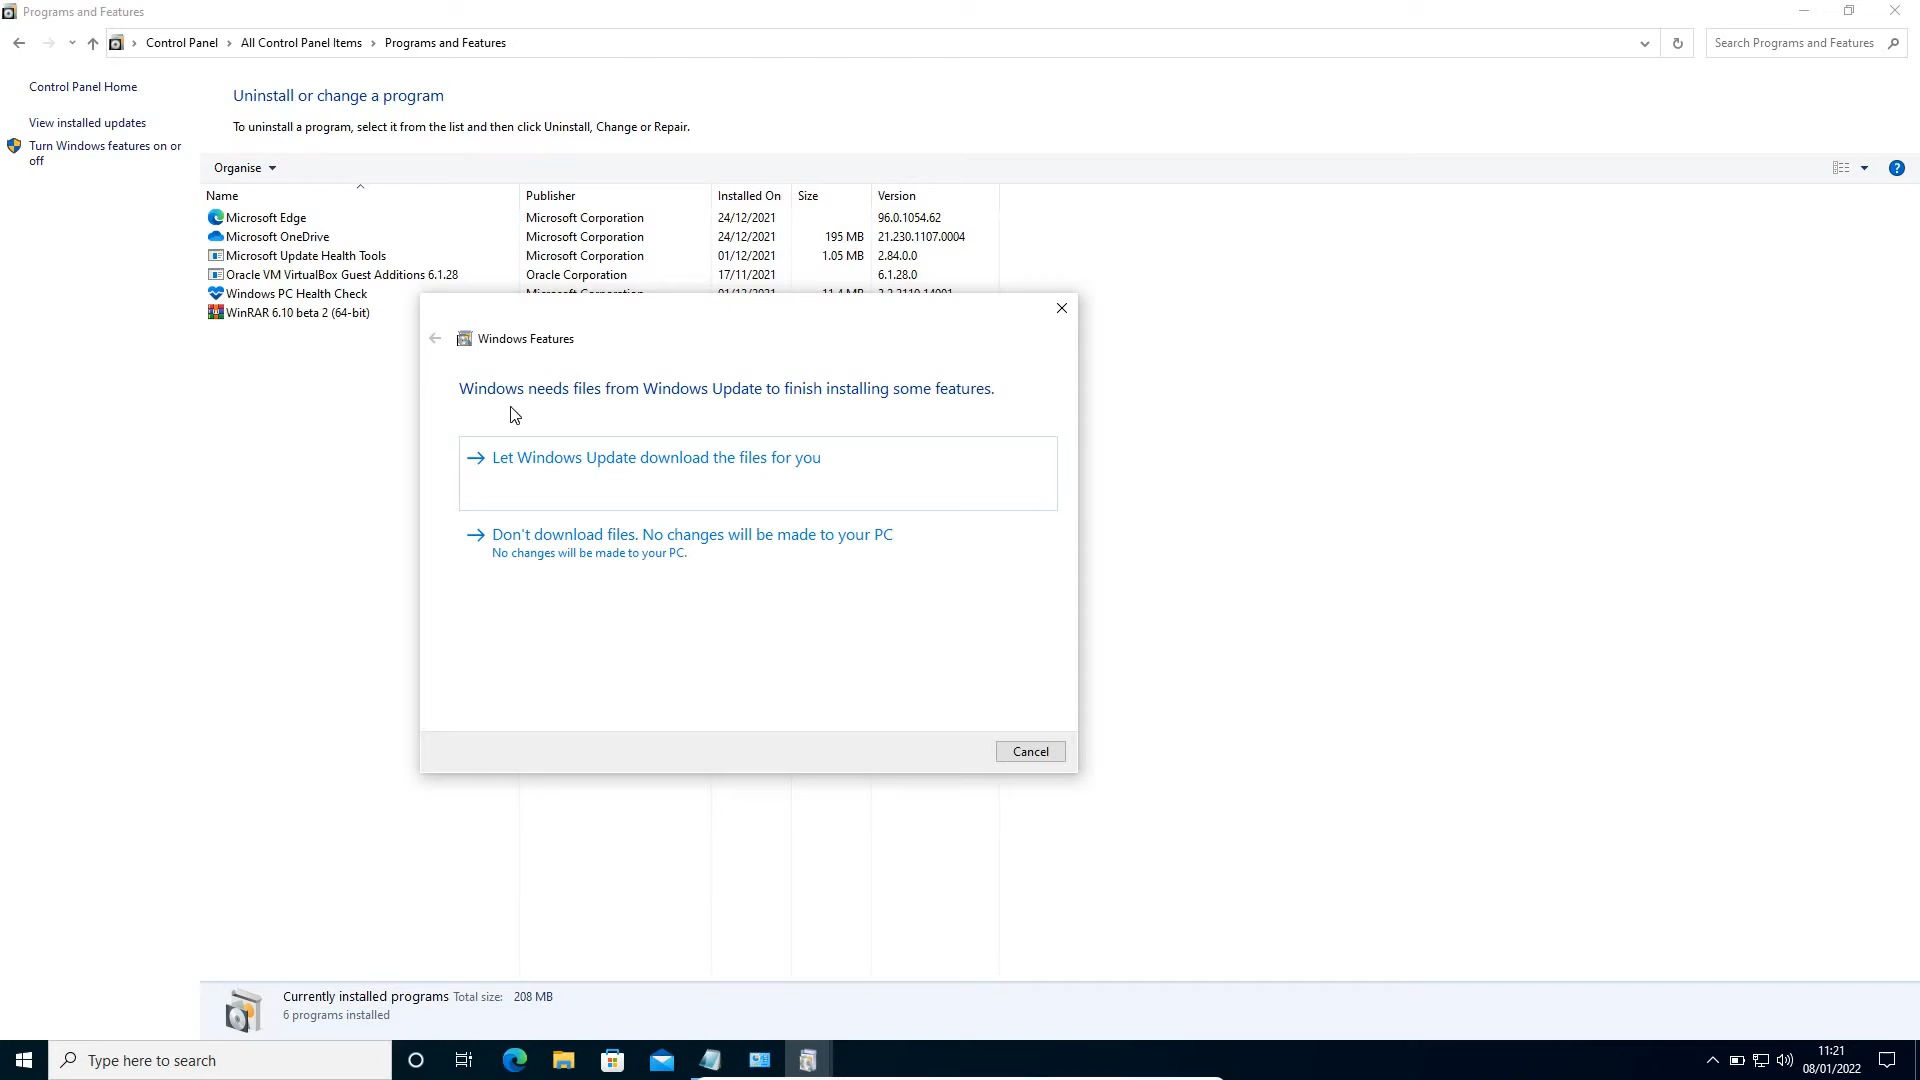 Programs and Features
Control Panel
All Control Panel Items
Programs and Features
Search Programs and Features
Control Panel Home
View installed updates
Turn Windows features on or
off
Uninstall or change a program
To uninstall a program, select it from the list and then click Uninstall, Change or Repair.
Organise
Name Publisher Installed On Size Version
Microsoft Edge Microsoft Corporation 24/12/2021 96.0.1054.62
Microsoft OneDrive Microsoft Corporation 24/12/2021 195 MB 21.230.1107.0004
Microsoft Update Health Tools Microsoft Corporation 01/12/2021 1.05 MB 2.84.0.0
Oracle VM VirtualBox Guest Additions 6.1.28 Oracle Corporation 17/11/2021 6.1.28.0
Windows PC Health Check Microsoft Corporation 01/12/2021
WinRAR 6.10 beta 2 (64-bit)
Windows Features
Windows needs files from Windows Update to finish installing some features.
Let Windows Update download the files for you
Don't download files. No changes will be made to your PC
No changes will be made to your PC.
Cancel
Currently installed programs Total size: 208 MB
6 programs installed
Type here to search
11:21
08/01/2022